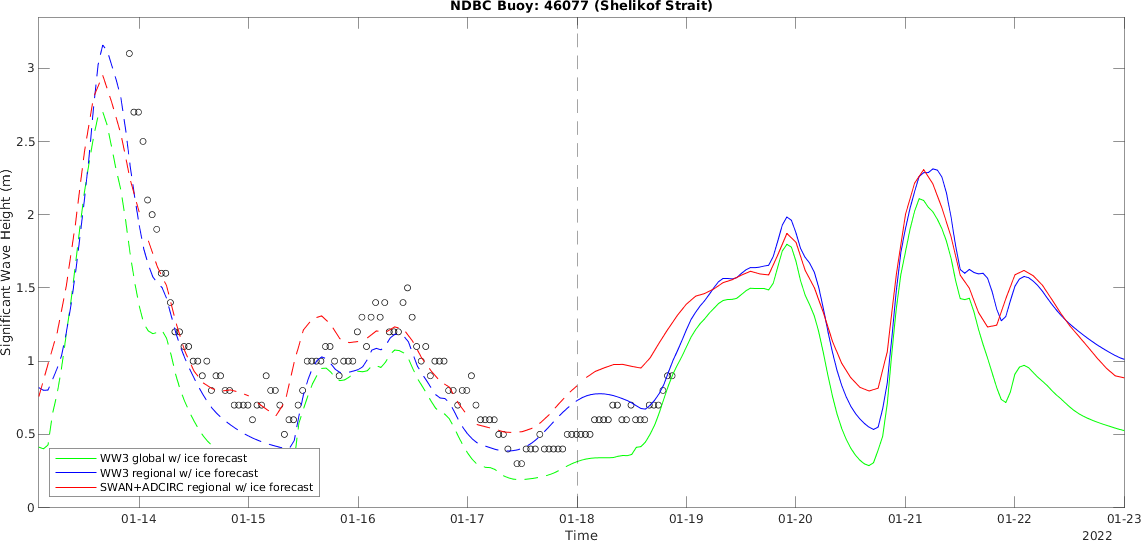 NDBC Buoy: 46077 (Shelikof Strait)
Significant Wave Height (m)
3
2.5
2
1.5
1
0.5
0
WW3 global w/ ice forecast
WW3 regional w/ ice forecast
SWAN+ADCIRC regional w/ ice forecast
01-14 01-15 01-16 01-17 01-18 01-19 01-20 01-21 01-22 01-23
Time
2022